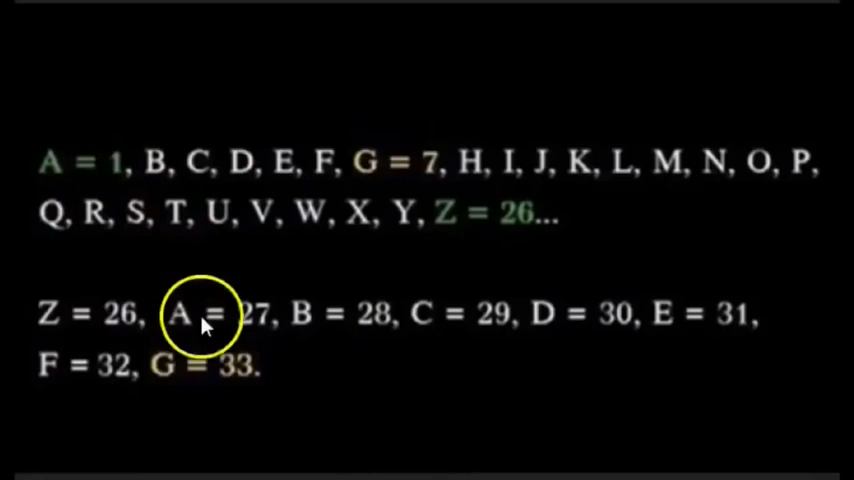 A = 1, B, C, D, E, F, G = 7, H, I, J, K, L, M, N, O, P,
Q, R, S, T, U, V, W, X, Y, Z = 26...
Z = 26, A = 27, B = 28, C = 29, D = 30, E = 31,
F = 32, G = 33.